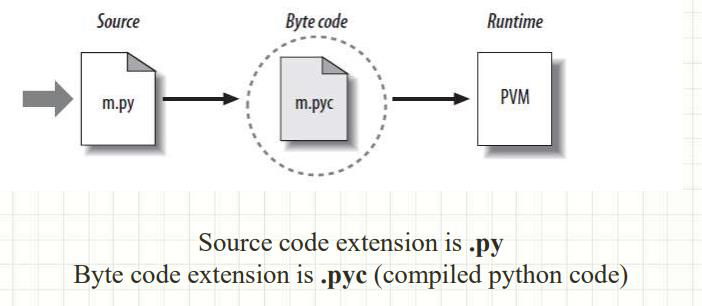 Source
Byte code
Runtime
m.py
m.pyc
PVM
Source code extension is .py
Byte code extension is .pyc (compiled python code)